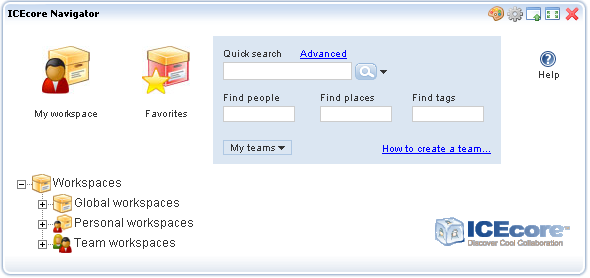 ICEcore Navigator
Quick search Advanced
Help
My workspace Favorites
Find people Find places Find tags
My teams How to create a team...
Workspaces
Global workspaces
Personal workspaces
Team workspaces
ICEcore™
Discover Cool Collaboration